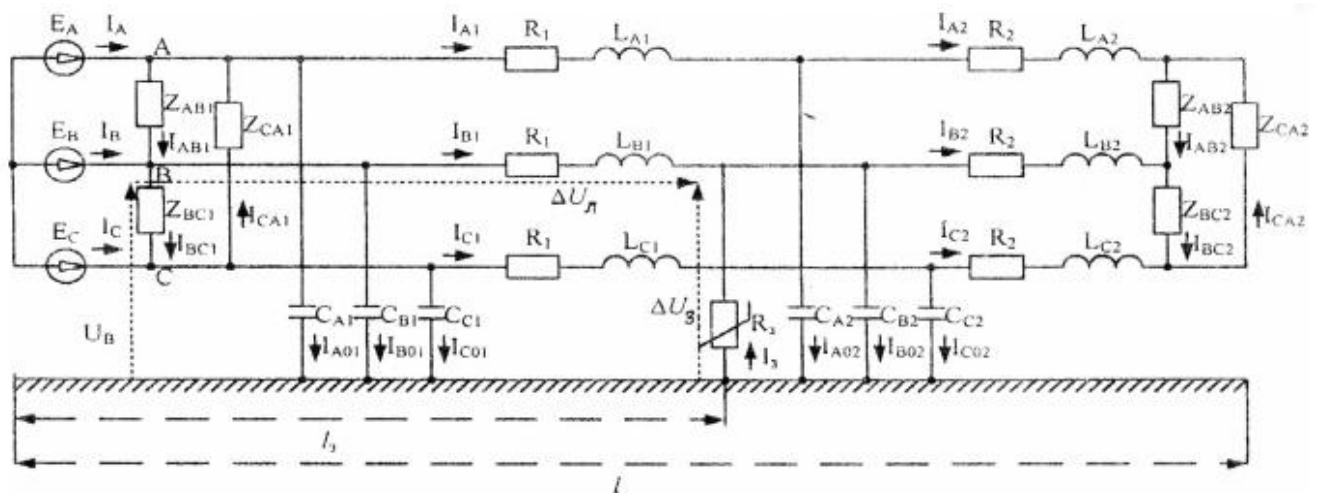 E_A I_A A I_A1 R_1 L_A1 I_A2 R_2 L_A2
Z_AB1 Z_CA1 Z_AB2 Z_CA2
E_B I_B I_AB1 I_B1 R_1 L_B1 I_B2 R_2 L_B2 I_AB2
B ΔU_Л
Z_BC1 I_CA1 Z_BC2 I_CA2
E_C I_C I_BC1 I_C1 R_1 L_C1 I_C2 R_2 L_C2 I_BC2
C
U_B C_A1 C_B1 C_C1 ΔU_З R_з C_A2 C_B2 C_C2
I_A01 I_B01 I_C01 I_з I_A02 I_B02 I_C02
l_з
l